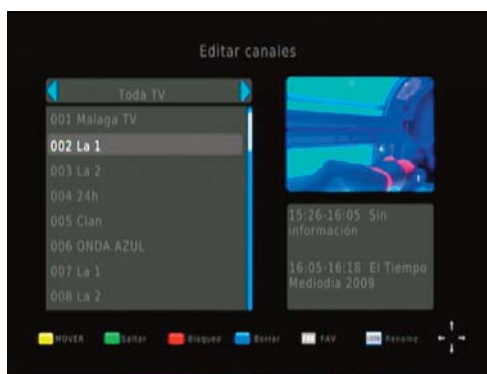 Editar canales
Toda TV
001 Malaga TV
002 La 1
003 La 2
004 24h
005 Clan
006 ONDA AZUL
007 La 1
008 La 2
15:26-16:05 Sin
información
16:05-16:18 El Tiempo
Mediodia 2009
MOVER Saltar Bloqueo Borrar FAV Rename